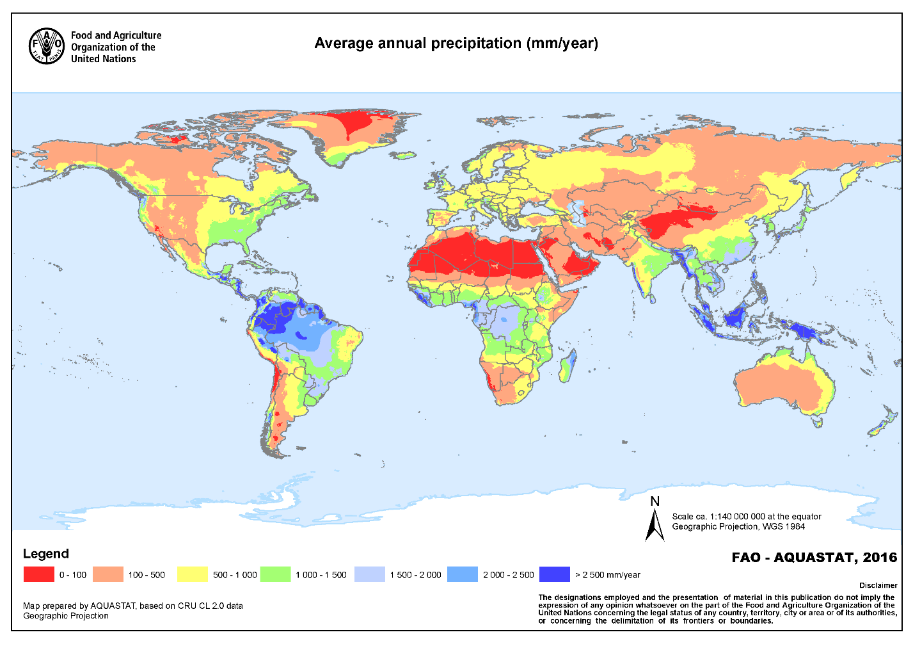 F A O
FIAT PANIS
Food and Agriculture
Organization of the
United Nations
Average annual precipitation (mm/year)
N
Scale ca. 1:140 000 000 at the equator
Geographic Projection, WGS 1984
Legend
0 - 100
100 - 500
500 - 1 000
1 000 - 1 500
1 500 - 2 000
2 000 - 2 500
> 2 500 mm/year
FAO - AQUASTAT, 2016
Disclaimer
Map prepared by AQUASTAT, based on CRU CL 2.0 data
Geographic Projection
The designations employed and the presentation of material in this publication do not imply the
expression of any opinion whatsoever on the part of the Food and Agriculture Organization of the
United Nations concerning the legal status of any country, territory, city or area or of its authorities,
or concerning the delimitation of its frontiers or boundaries.